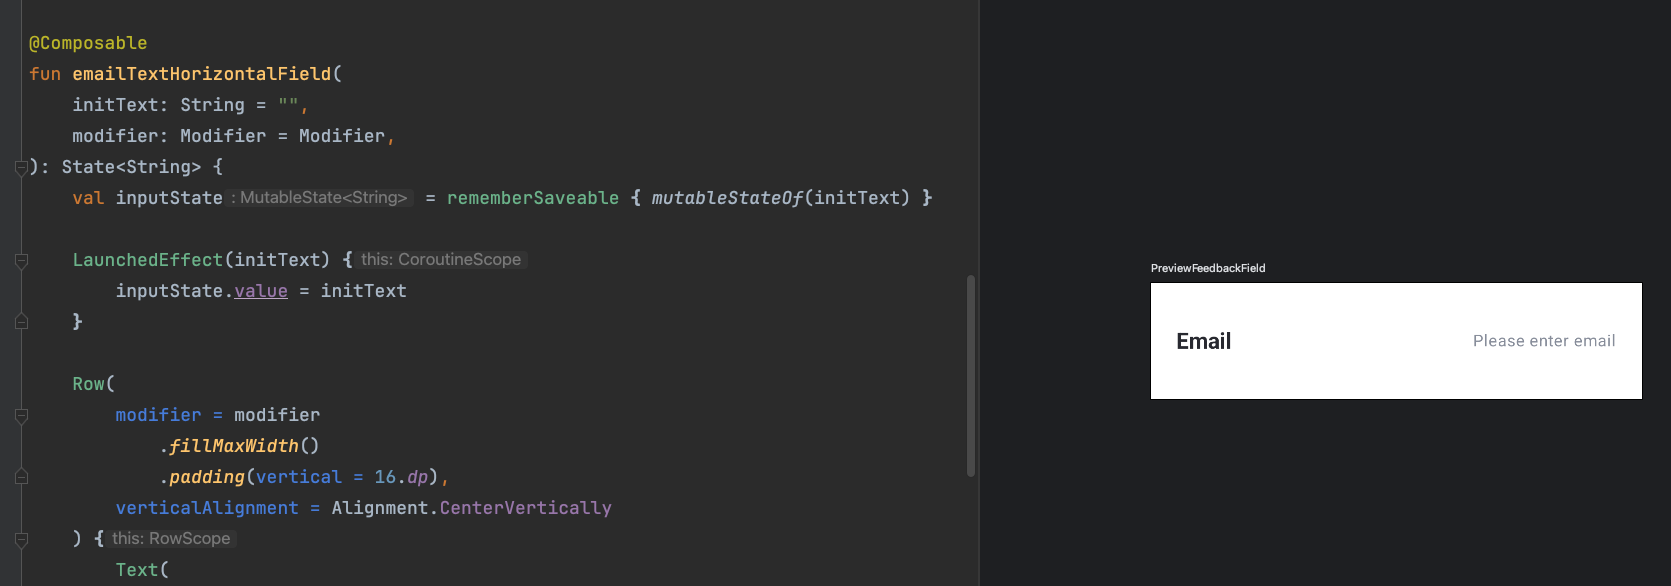 @Composable
fun emailTextHorizontalField(
initText: String = "",
modifier: Modifier = Modifier,
): State<String> {
val inputState : MutableState<String> = rememberSaveable { mutableStateOf(initText) }
LaunchedEffect(initText) { this: CoroutineScope
inputState.value = initText
}
Row(
modifier = modifier
.fillMaxWidth()
.padding(vertical = 16.dp),
verticalAlignment = Alignment.CenterVertically
) { this: RowScope
Text(
PreviewFeedbackField
Email
Please enter email